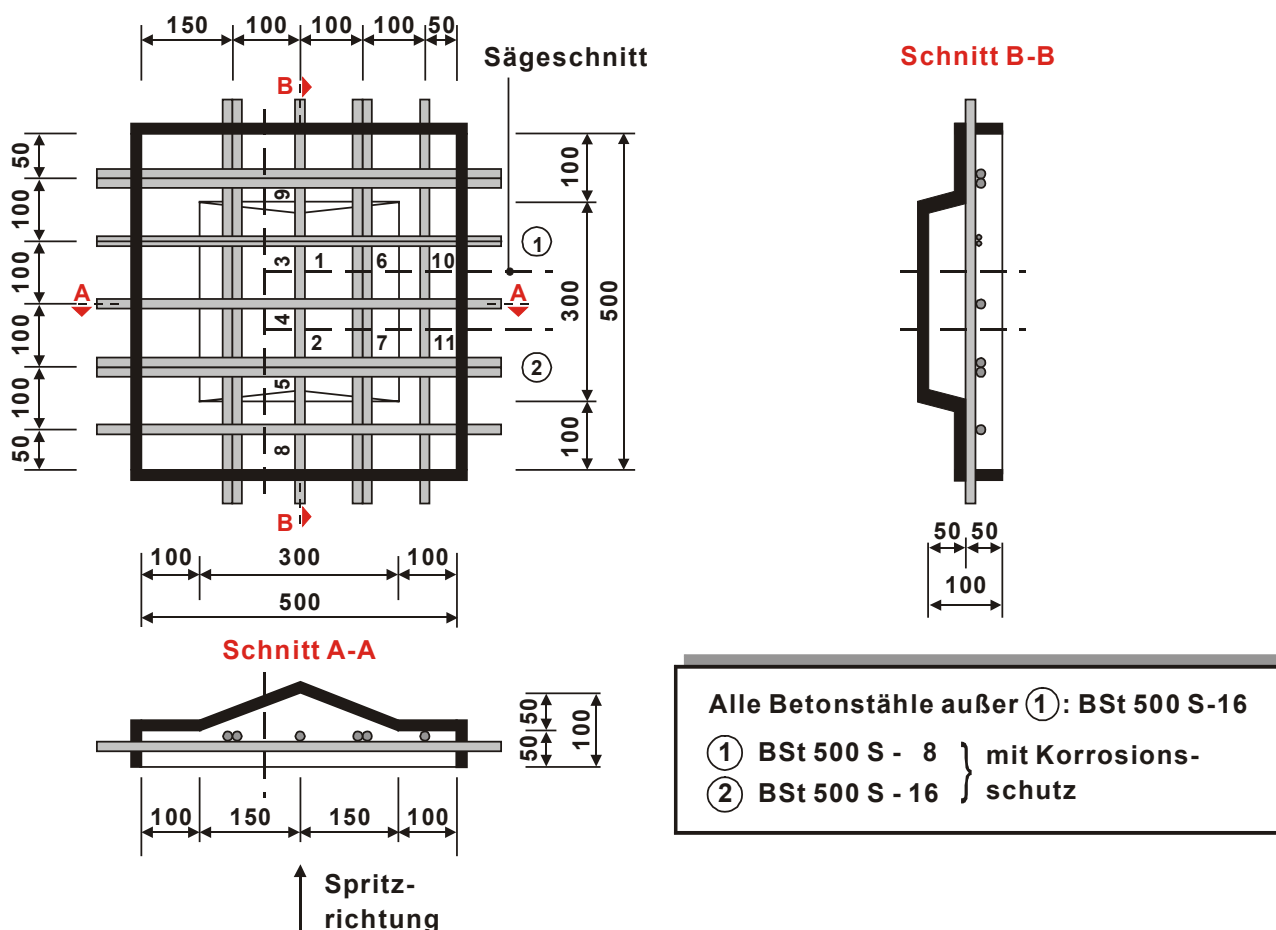 150 100 100 100 50
Sägeschnitt
Schnitt B-B
B
50
100
100
100
100
50
9
3 1 6 10
4
2 7 11
5
8
1
A A
2
B
100
300
100
500
100 300 100
500
50 50
100
Schnitt A-A
50
50
100
100 150 150 100
Spritz-
richtung
Alle Betonstähle außer 1: BSt 500 S-16
1 BSt 500 S - 8 } mit Korrosions-
2 BSt 500 S - 16 schutz